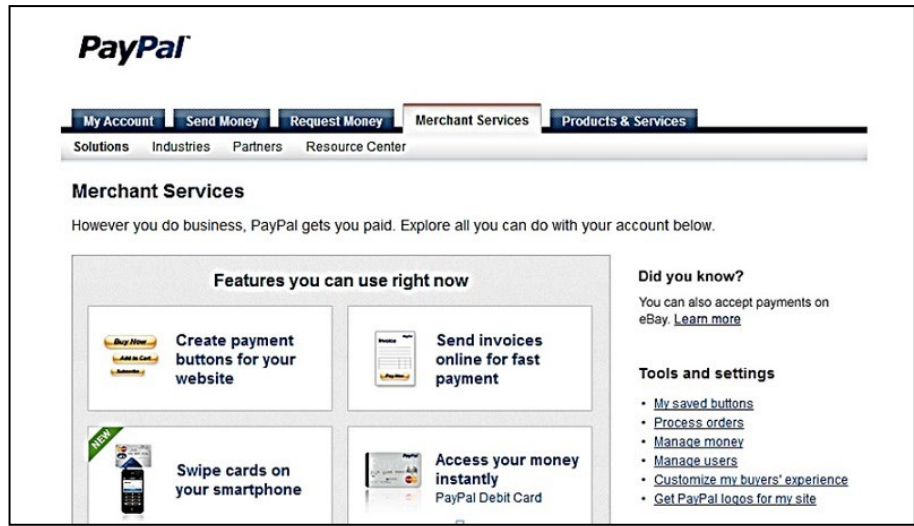 PayPal
My Account Send Money Request Money Merchant Services Products & Services
Solutions Industries Partners Resource Center
Merchant Services
However you do business, PayPal gets you paid. Explore all you can do with your account below.
Features you can use right now
Buy Now
Add to Cart
Subscribe
Create payment
buttons for your
website
Invoice
PayPal
Pay Now
Send invoices
online for fast
payment
NEW
Swipe cards on
your smartphone
PayPal
Access your money
instantly
PayPal Debit Card
Did you know?
You can also accept payments on
eBay. Learn more
Tools and settings
• My saved buttons
• Process orders
• Manage money
• Manage users
• Customize my buyers' experience
• Get PayPal logos for my site